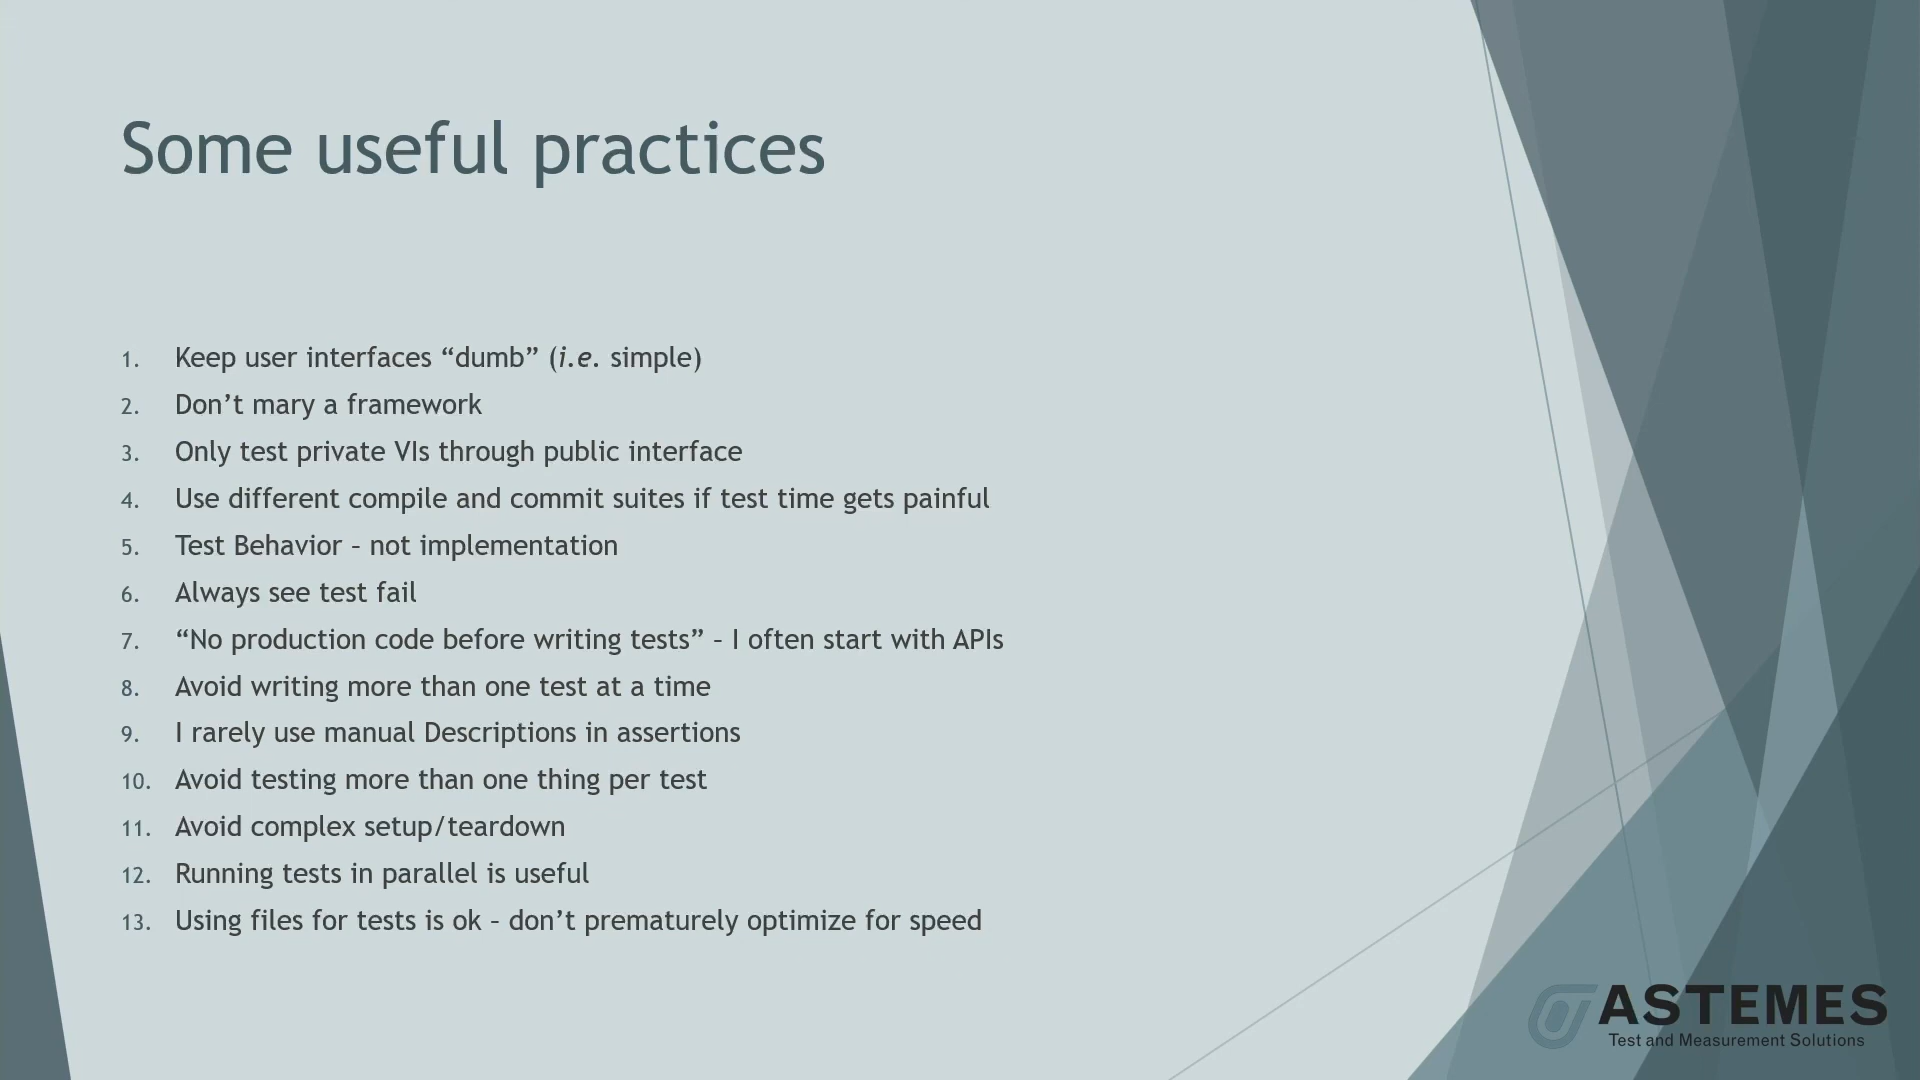 Some useful practices
1. Keep user interfaces “dumb” (i.e. simple)
2. Don’t mary a framework
3. Only test private VIs through public interface
4. Use different compile and commit suites if test time gets painful
5. Test Behavior – not implementation
6. Always see test fail
7. “No production code before writing tests” – I often start with APIs
8. Avoid writing more than one test at a time
9. I rarely use manual Descriptions in assertions
10. Avoid testing more than one thing per test
11. Avoid complex setup/teardown
12. Running tests in parallel is useful
13. Using files for tests is ok – don’t prematurely optimize for speed
ASTEMES
Test and Measurement Solutions